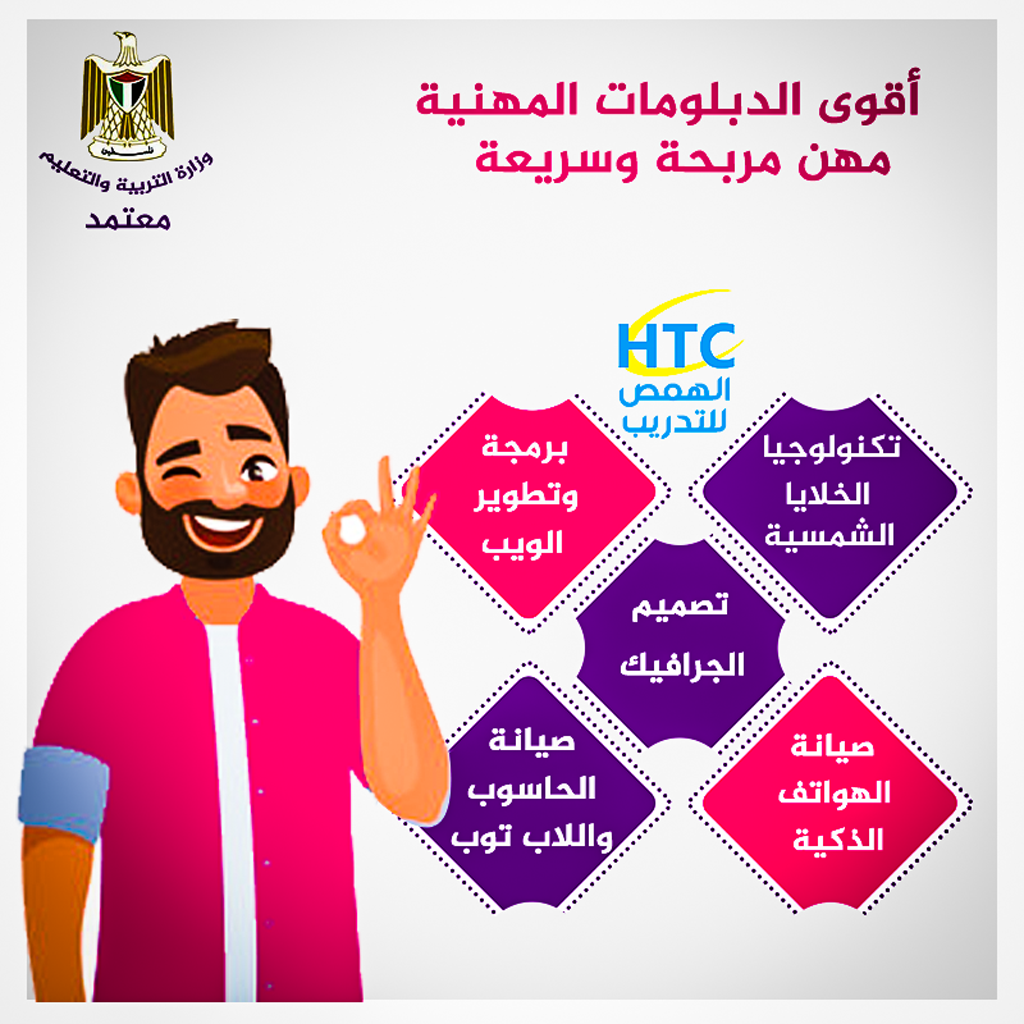 أقوى الدبلومات المهنية
مهن مربحة وسريعة
فلسطين
وزارة التربية والتعليم
معتمد
HTC
الهمص
للتدريب
تكنولوجيا
الخلايا
الشمسية
برمجة
وتطوير
الويب
تصميم
الجرافيك
صيانة
الهواتف
الذكية
صيانة
الحاسوب
واللاب توب